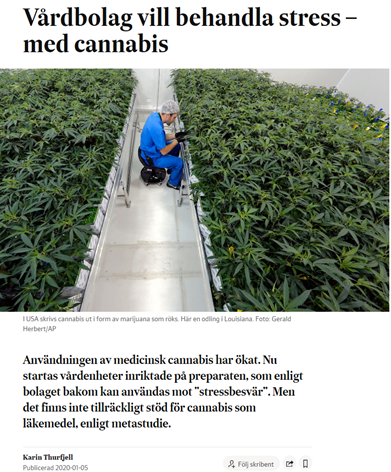 Vårdbolag vill behandla stress –
med cannabis
I USA skrivs cannabis ut i form av marijuana som röks. Här en odling i Louisiana. Foto: Gerald
Herbert/AP
Användningen av medicinsk cannabis har ökat. Nu
startas vårdenheter inriktade på preparaten, som enligt
bolaget bakom kan användas mot ”stressbesvär”. Men
det finns inte tillräckligt stöd för cannabis som
läkemedel, enligt metastudie.
Karin Thurfjell
Publicerad 2020-01-05
Följ skribent